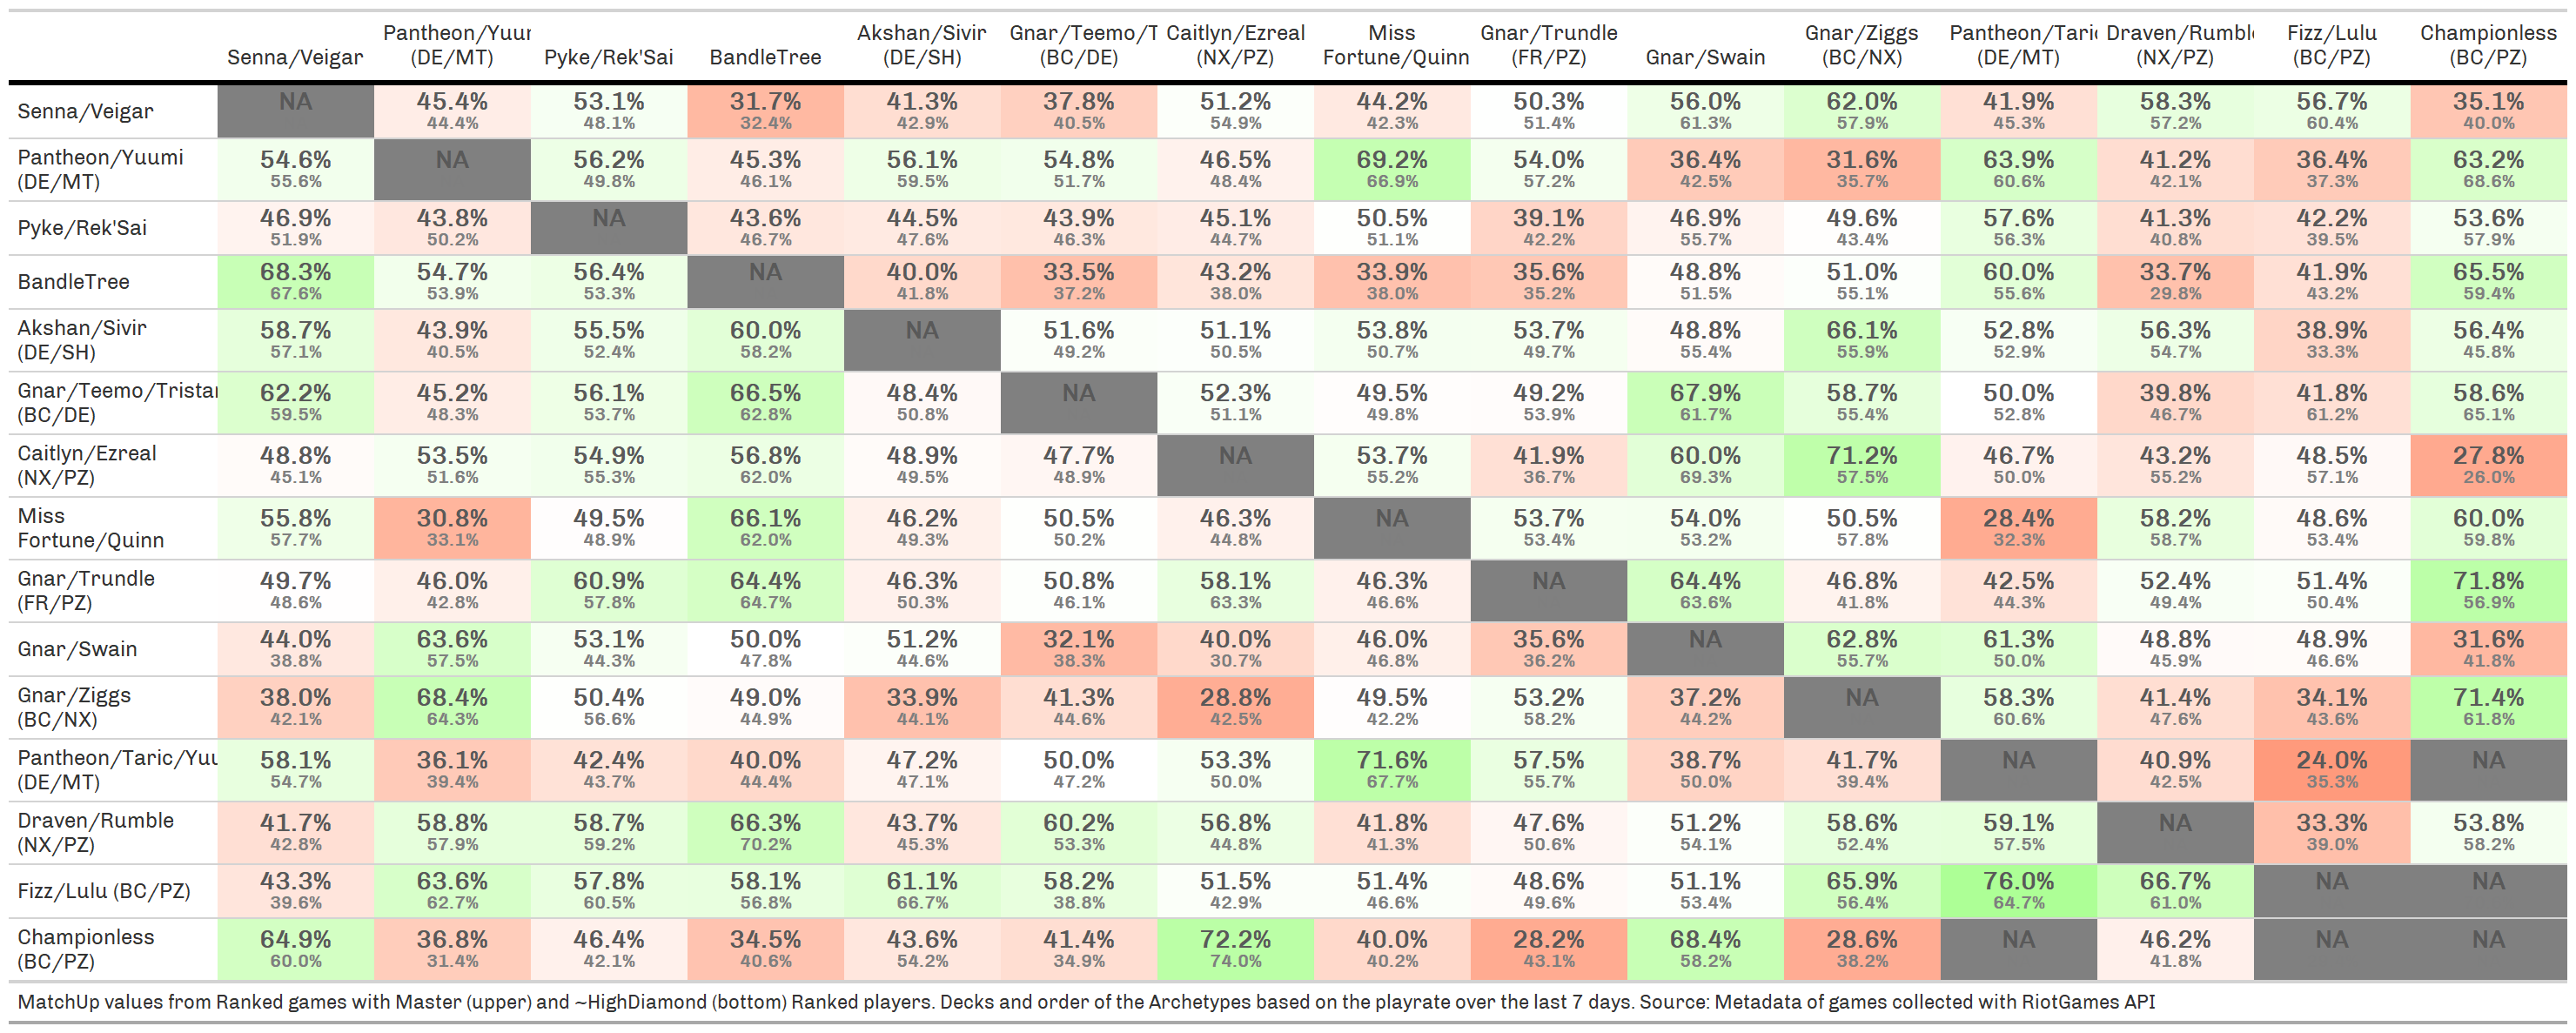 Pantheon/Yuur Akshan/Sivir Gnar/Teemo/T Caitlyn/Ezreal Miss Gnar/Trundle Gnar/Ziggs Pantheon/Taric Draven/Rumble Fizz/Lulu Championless
Senna/Veigar (DE/MT) Pyke/Rek'Sai BandleTree (DE/SH) (BC/DE) (NX/PZ) Fortune/Quinn (FR/PZ) Gnar/Swain (BC/NX) (DE/MT) (NX/PZ) (BC/PZ) (BC/PZ)
Senna/Veigar NA 45.4% 53.1% 31.7% 41.3% 37.8% 51.2% 44.2% 50.3% 56.0% 62.0% 41.9% 58.3% 56.7% 35.1%
44.4% 48.1% 32.4% 42.9% 40.5% 54.9% 42.3% 51.4% 61.3% 57.9% 45.3% 57.2% 60.4% 40.0%
Pantheon/Yuumi 54.6% NA 56.2% 45.3% 56.1% 54.8% 46.5% 69.2% 54.0% 36.4% 31.6% 63.9% 41.2% 36.4% 63.2%
(DE/MT) 55.6% 49.8% 46.1% 59.5% 51.7% 48.4% 66.9% 57.2% 42.5% 35.7% 60.6% 42.1% 37.3% 68.6%
Pyke/Rek'Sai 46.9% 43.8% NA 43.6% 44.5% 43.9% 45.1% 50.5% 39.1% 46.9% 49.6% 57.6% 41.3% 42.2% 53.6%
51.9% 50.2% 46.7% 47.6% 46.3% 44.7% 51.1% 42.2% 55.7% 43.4% 56.3% 40.8% 39.5% 57.9%
BandleTree 68.3% 54.7% 56.4% NA 40.0% 33.5% 43.2% 33.9% 35.6% 48.8% 51.0% 60.0% 33.7% 41.9% 65.5%
67.6% 53.9% 53.3% 41.8% 37.2% 38.0% 38.0% 35.2% 51.5% 55.1% 55.6% 29.8% 43.2% 59.4%
Akshan/Sivir 58.7% 43.9% 55.5% 60.0% NA 51.6% 51.1% 53.8% 53.7% 48.8% 66.1% 52.8% 56.3% 38.9% 56.4%
(DE/SH) 57.1% 40.5% 52.4% 58.2% 49.2% 50.5% 50.7% 49.7% 55.4% 55.9% 52.9% 54.7% 33.3% 45.8%
Gnar/Teemo/Tristar 62.2% 45.2% 56.1% 66.5% 48.4% NA 52.3% 49.5% 49.2% 67.9% 58.7% 50.0% 39.8% 41.8% 58.6%
(BC/DE) 59.5% 48.3% 53.7% 62.8% 50.8% 51.1% 49.8% 53.9% 61.7% 55.4% 52.8% 46.7% 61.2% 65.1%
Caitlyn/Ezreal 48.8% 53.5% 54.9% 56.8% 48.9% 47.7% NA 53.7% 41.9% 60.0% 71.2% 46.7% 43.2% 48.5% 27.8%
(NX/PZ) 45.1% 51.6% 55.3% 62.0% 49.5% 48.9% 55.2% 36.7% 69.3% 57.5% 50.0% 55.2% 57.1% 26.0%
Miss 55.8% 30.8% 49.5% 66.1% 46.2% 50.5% 46.3% NA 53.7% 54.0% 50.5% 28.4% 58.2% 48.6% 60.0%
Fortune/Quinn 57.7% 33.1% 48.9% 62.0% 49.3% 50.2% 44.8% 53.4% 53.2% 57.8% 32.3% 58.7% 53.4% 59.8%
Gnar/Trundle 49.7% 46.0% 60.9% 64.4% 46.3% 50.8% 58.1% 46.3% NA 64.4% 46.8% 42.5% 52.4% 51.4% 71.8%
(FR/PZ) 48.6% 42.8% 57.8% 64.7% 50.3% 46.1% 63.3% 46.6% 63.6% 41.8% 44.3% 49.4% 50.4% 56.9%
Gnar/Swain 44.0% 63.6% 53.1% 50.0% 51.2% 32.1% 40.0% 46.0% 35.6% NA 62.8% 61.3% 48.8% 48.9% 31.6%
38.8% 57.5% 44.3% 47.8% 44.6% 38.3% 30.7% 46.8% 36.2% 55.7% 50.0% 45.9% 46.6% 41.8%
Gnar/Ziggs 38.0% 68.4% 50.4% 49.0% 33.9% 41.3% 28.8% 49.5% 53.2% 37.2% NA 58.3% 41.4% 34.1% 71.4%
(BC/NX) 42.1% 64.3% 56.6% 44.9% 44.1% 44.6% 42.5% 42.2% 58.2% 44.2% 60.6% 47.6% 43.6% 61.8%
Pantheon/Taric/Yuu 58.1% 36.1% 42.4% 40.0% 47.2% 50.0% 53.3% 71.6% 57.5% 38.7% 41.7% NA 40.9% 24.0% NA
(DE/MT) 54.7% 39.4% 43.7% 44.4% 47.1% 47.2% 50.0% 67.7% 55.7% 50.0% 39.4% 42.5% 35.3%
Draven/Rumble 41.7% 58.8% 58.7% 66.3% 43.7% 60.2% 56.8% 41.8% 47.6% 51.2% 58.6% 59.1% NA 33.3% 53.8%
(NX/PZ) 42.8% 57.9% 59.2% 70.2% 45.3% 53.3% 44.8% 41.3% 50.6% 54.1% 52.4% 57.5% 39.0% 58.2%
Fizz/Lulu (BC/PZ) 43.3% 63.6% 57.8% 58.1% 61.1% 58.2% 51.5% 51.4% 48.6% 51.1% 65.9% 76.0% 66.7% NA NA
39.6% 62.7% 60.5% 56.8% 66.7% 38.8% 42.9% 46.6% 49.6% 53.4% 56.4% 64.7% 61.0%
Championless 64.9% 36.8% 46.4% 34.5% 43.6% 41.4% 72.2% 40.0% 28.2% 68.4% 28.6% NA 46.2% NA NA
(BC/PZ) 60.0% 31.4% 42.1% 40.6% 54.2% 34.9% 74.0% 40.2% 43.1% 58.2% 38.2% 41.8%
MatchUp values from Ranked games with Master (upper) and ~HighDiamond (bottom) Ranked players. Decks and order of the Archetypes based on the playrate over the last 7 days. Source: Metadata of games collected with RiotGames API